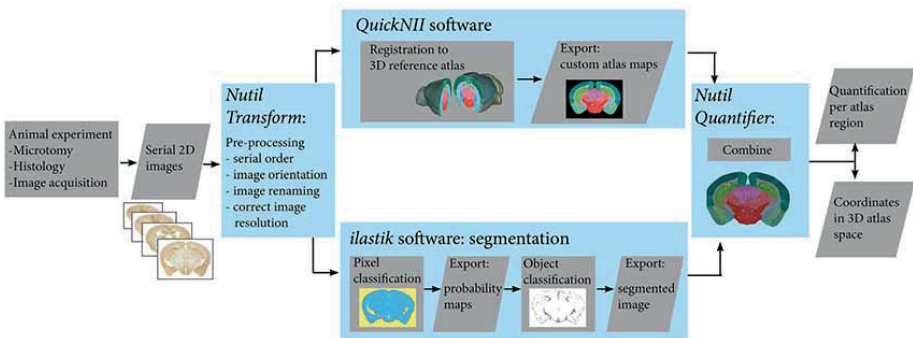 Animal experiment
-Microtomy
-Histology
-Image acquisition
Serial 2D
images
Nutil
Transform:
Pre-processing
- serial order
- image orientation
- image renaming
- correct image
resolution
QuickNII software
Registration to
3D reference atlas
Export:
custom atlas maps
ilastik software: segmentation
Pixel
classification
Export:
probability
maps
Object
classification
Export:
segmented
image
Nutil
Quantifier:
Combine
Quantification
per atlas
region
Coordinates
in 3D atlas
space